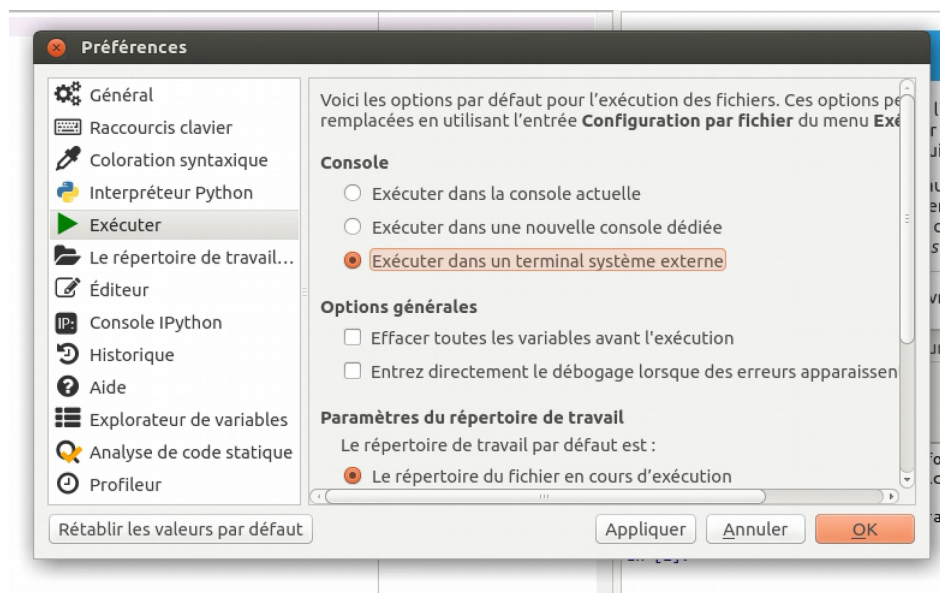 Préférences
Général
Raccourcis clavier
Coloration syntaxique
Interpréteur Python
Exécuter
Le répertoire de travail...
Éditeur
IP: Console IPython
Historique
Aide
Explorateur de variables
Analyse de code statique
Profileur
Voici les options par défaut pour l'exécution des fichiers. Ces options
remplacées en utilisant l'entrée Configuration par fichier du menu
Console
Exécuter dans la console actuelle
Exécuter dans une nouvelle console dédiée
Exécuter dans un terminal système externe
Options générales
Effacer toutes les variables avant l'exécution
Entrez directement le débogage lorsque des erreurs apparaissen
Paramètres du répertoire de travail
Le répertoire de travail par défaut est :
Le répertoire du fichier en cours d'exécution
Rétablir les valeurs par défaut
Appliquer
Annuler
OK